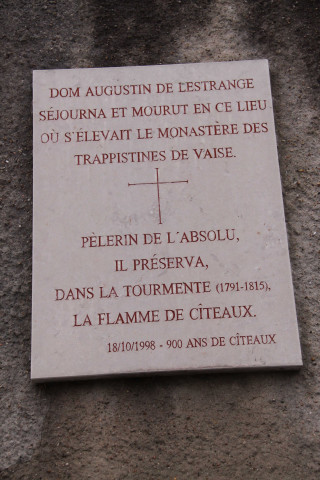 DOM AUGUSTIN DE LESTRANGE
SÉJOURNA ET MOURUT EN CE LIEU
OÙ S'ÉLEVAIT LE MONASTÈRE DES
TRAPPISTINES DE VAISE.
PÈLERIN DE L'ABSOLU,
IL PRÉSERVA,
DANS LA TOURMENTE (1791-1815),
LA FLAMME DE CÎTEAUX.
18/10/1998 - 900 ANS DE CÎTEAUX